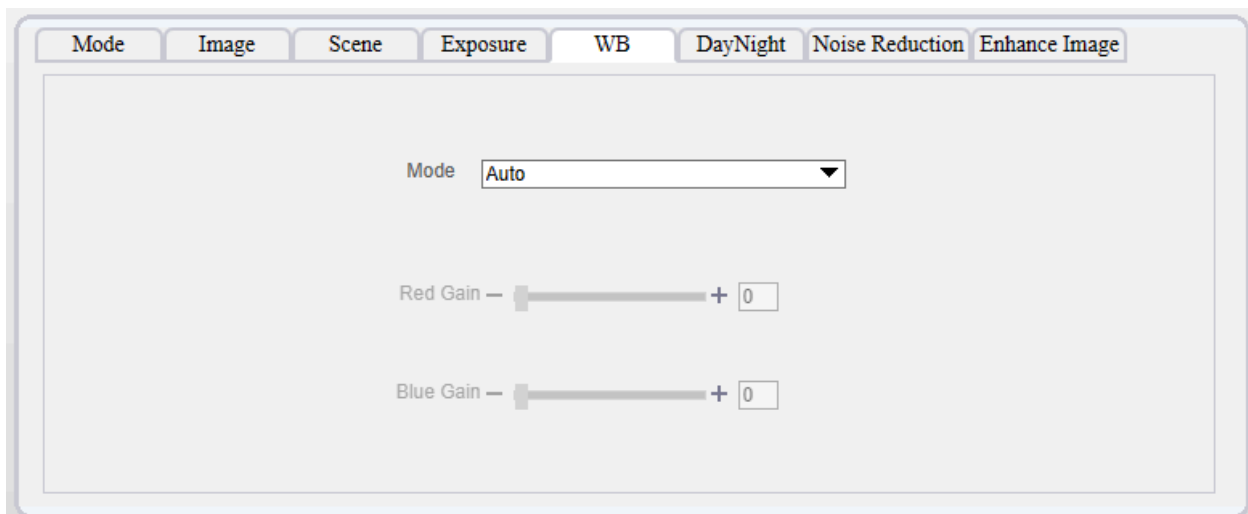 Mode Image Scene Exposure WB DayNight Noise Reduction Enhance Image
Mode Auto
Red Gain − + 0
Blue Gain − + 0